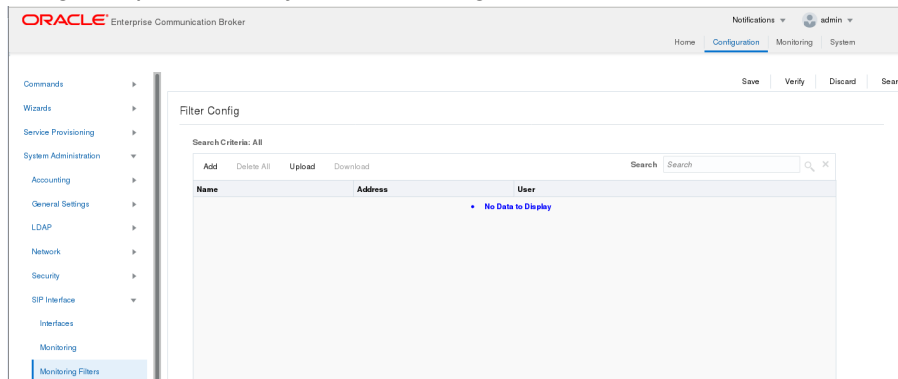 ORACLE Enterprise Communication Broker
Notifications admin
Home Configuration Monitoring System
Save Verify Discard Sear
Commands
Wizards
Service Provisioning
System Administration
Accounting
General Settings
LDAP
Network
Security
SIP Interface
Interfaces
Monitoring
Monitoring Filters
Filter Config
Search Criteria: All
Add Delete All Upload Download Search Search
Name Address User
• No Data to Display